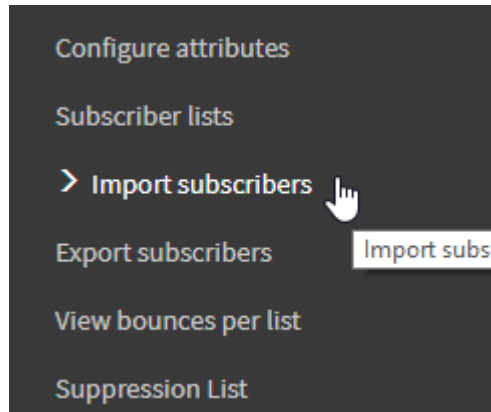 Configure attributes
Subscriber lists
> Import subscribers
Export subscribers
Import subs
View bounces per list
Suppression List